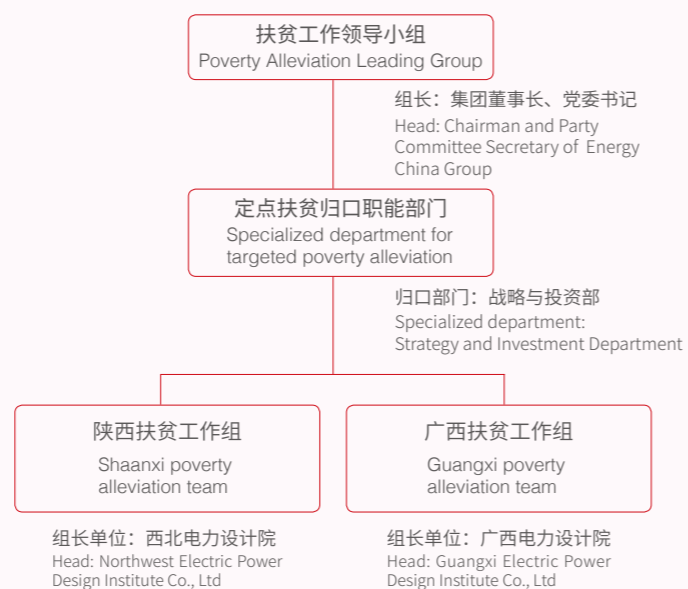 扶贫工作领导小组
Poverty Alleviation Leading Group
组长：集团董事长、党委书记
Head: Chairman and Party
Committee Secretary of Energy
China Group
定点扶贫归口职能部门
Specialized department for
targeted poverty alleviation
归口部门：战略与投资部
Specialized department:
Strategy and Investment Department
陕西扶贫工作组
Shaanxi poverty
alleviation team
组长单位：西北电力设计院
Head: Northwest Electric Power
Design Institute Co., Ltd
广西扶贫工作组
Guangxi poverty
alleviation team
组长单位：广西电力设计院
Head: Guangxi Electric Power
Design Institute Co., Ltd